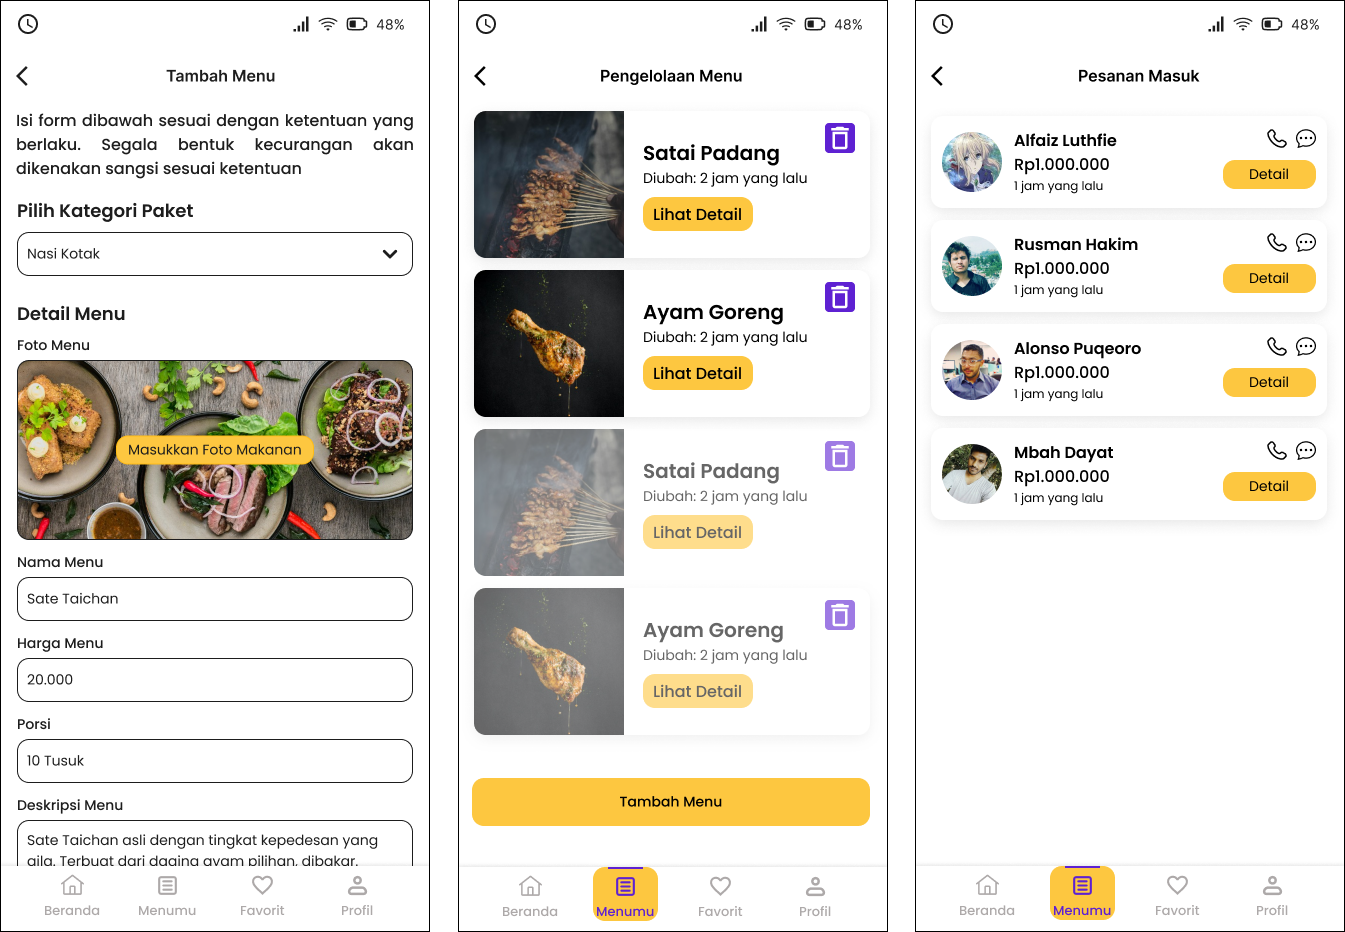 48%
Tambah Menu
Isi form dibawah sesuai dengan ketentuan yang
berlaku. Segala bentuk kecurangan akan
dikenakan sangsi sesuai ketentuan
Pilih Kategori Paket
Nasi Kotak
Detail Menu
Foto Menu
Masukkan Foto Makanan
Nama Menu
Sate Taichan
Harga Menu
20.000
Porsi
10 Tusuk
Deskripsi Menu
Sate Taichan asli dengan tingkat kepedesan yang
gila. Terbuat dari daging ayam pilihan, dibakar,
Beranda
Menumu
Favorit
Profil
48%
Pengelolaan Menu
Satai Padang
Diubah: 2 jam yang lalu
Lihat Detail
Ayam Goreng
Diubah: 2 jam yang lalu
Lihat Detail
Satai Padang
Diubah: 2 jam yang lalu
Lihat Detail
Ayam Goreng
Diubah: 2 jam yang lalu
Lihat Detail
Tambah Menu
Beranda
Menumu
Favorit
Profil
48%
Pesanan Masuk
Alfaiz Luthfie
Rp1.000.000
1 jam yang lalu
Detail
Rusman Hakim
Rp1.000.000
1 jam yang lalu
Detail
Alonso Puqeoro
Rp1.000.000
1 jam yang lalu
Detail
Mbah Dayat
Rp1.000.000
1 jam yang lalu
Detail
Beranda
Menumu
Favorit
Profil